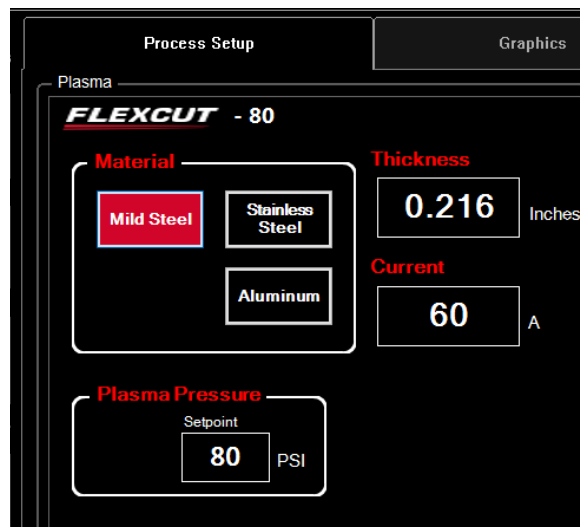 Process Setup
Graphics
Plasma
FLEXCUT - 80
Material
Mild Steel
Stainless
Steel
Aluminum
Thickness
0.216 Inches
Current
60 A
Plasma Pressure
Setpoint
80 PSI